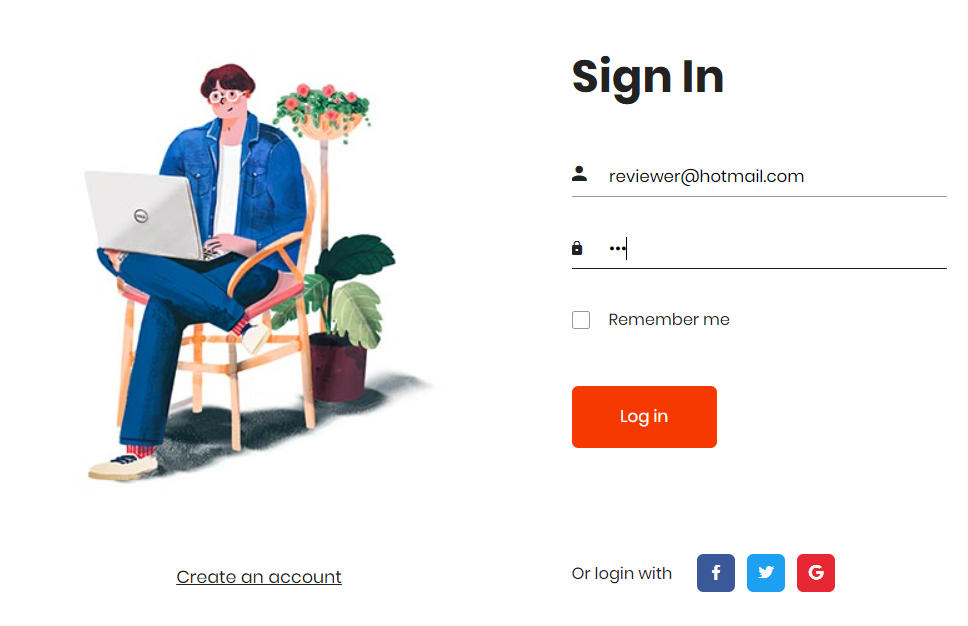 Sign In
reviewer@hotmail.com
•••
Remember me
Log in
Create an account
Or login with